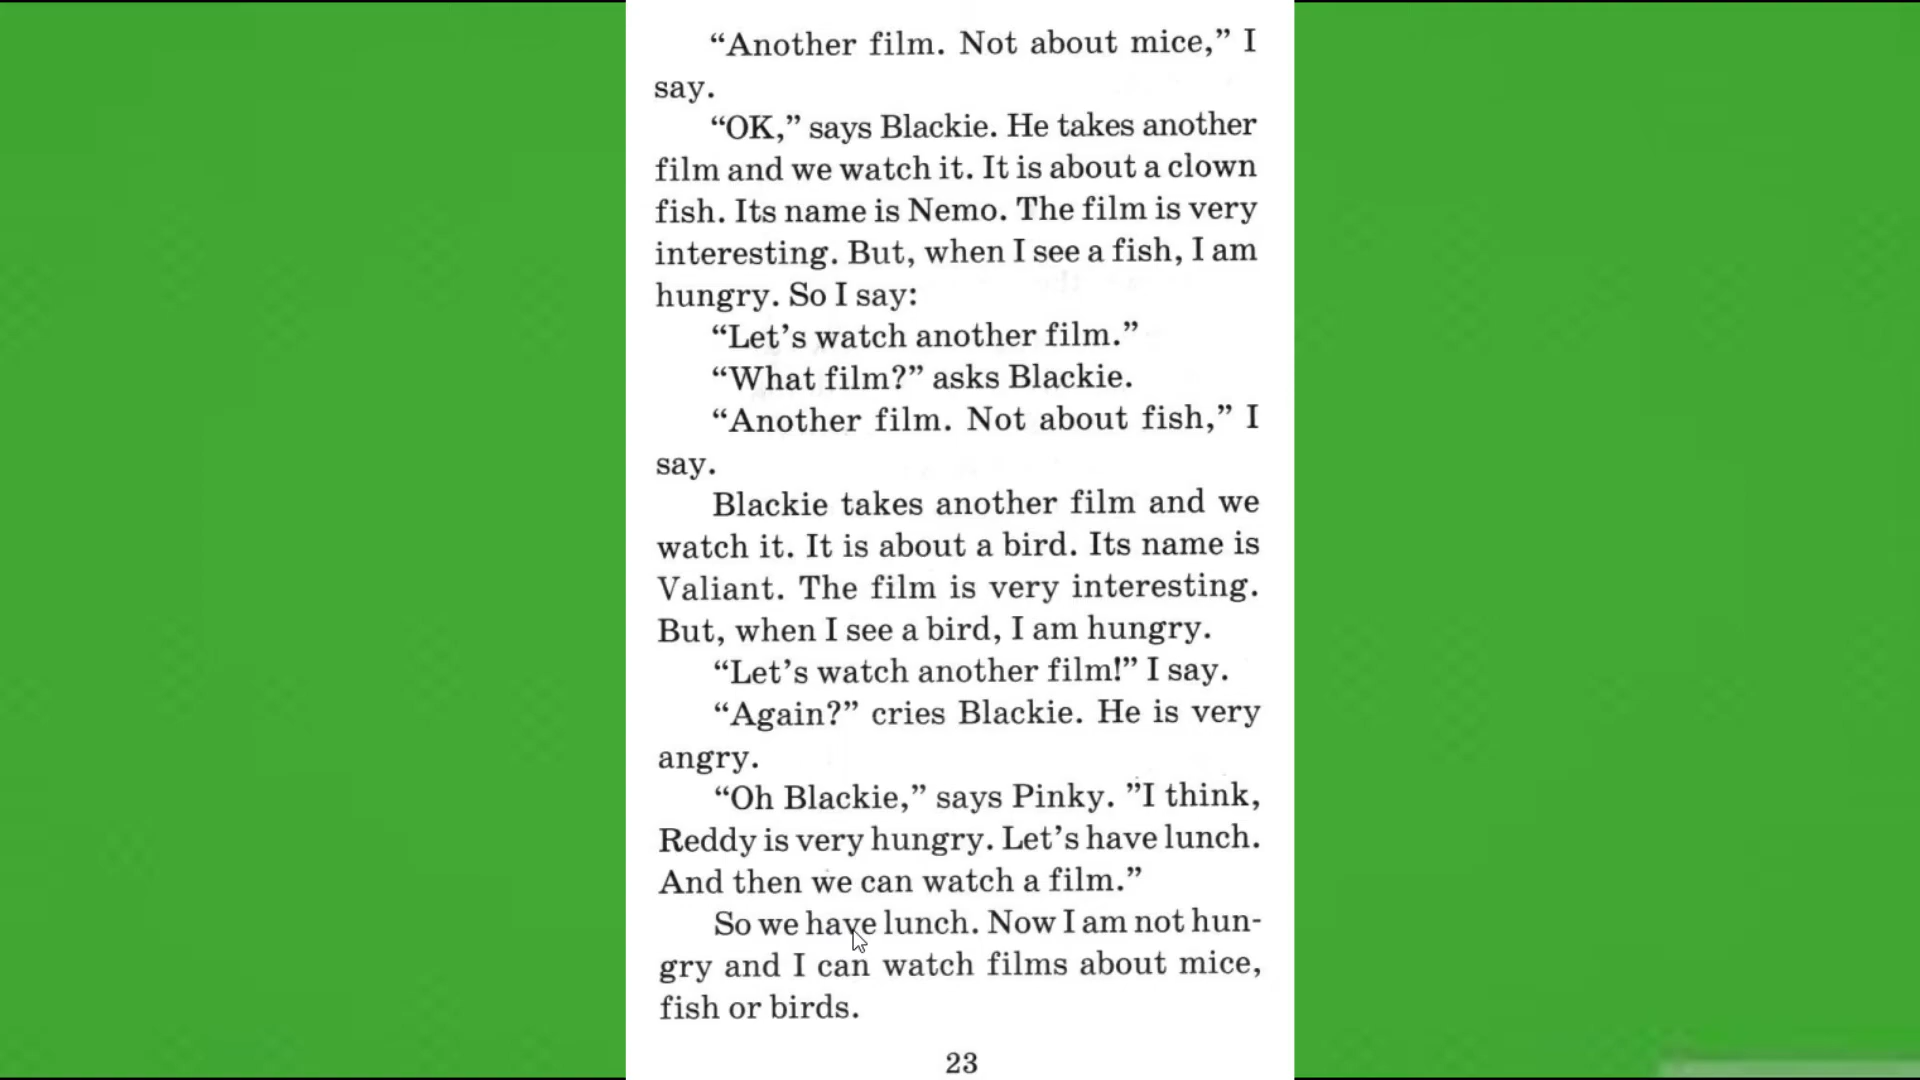 “Another film. Not about mice,” I
say.
“OK,” says Blackie. He takes another
film and we watch it. It is about a clown
fish. Its name is Nemo. The film is very
interesting. But, when I see a fish, I am
hungry. So I say:
“Let’s watch another film.”
“What film?” asks Blackie.
“Another film. Not about fish,” I
say.
Blackie takes another film and we
watch it. It is about a bird. Its name is
Valiant. The film is very interesting.
But, when I see a bird, I am hungry.
“Let’s watch another film!” I say.
“Again?” cries Blackie. He is very
angry.
“Oh Blackie,” says Pinky. ”I think,
Reddy is very hungry. Let’s have lunch.
And then we can watch a film.”
So we have lunch. Now I am not hun-
gry and I can watch films about mice,
fish or birds.
23